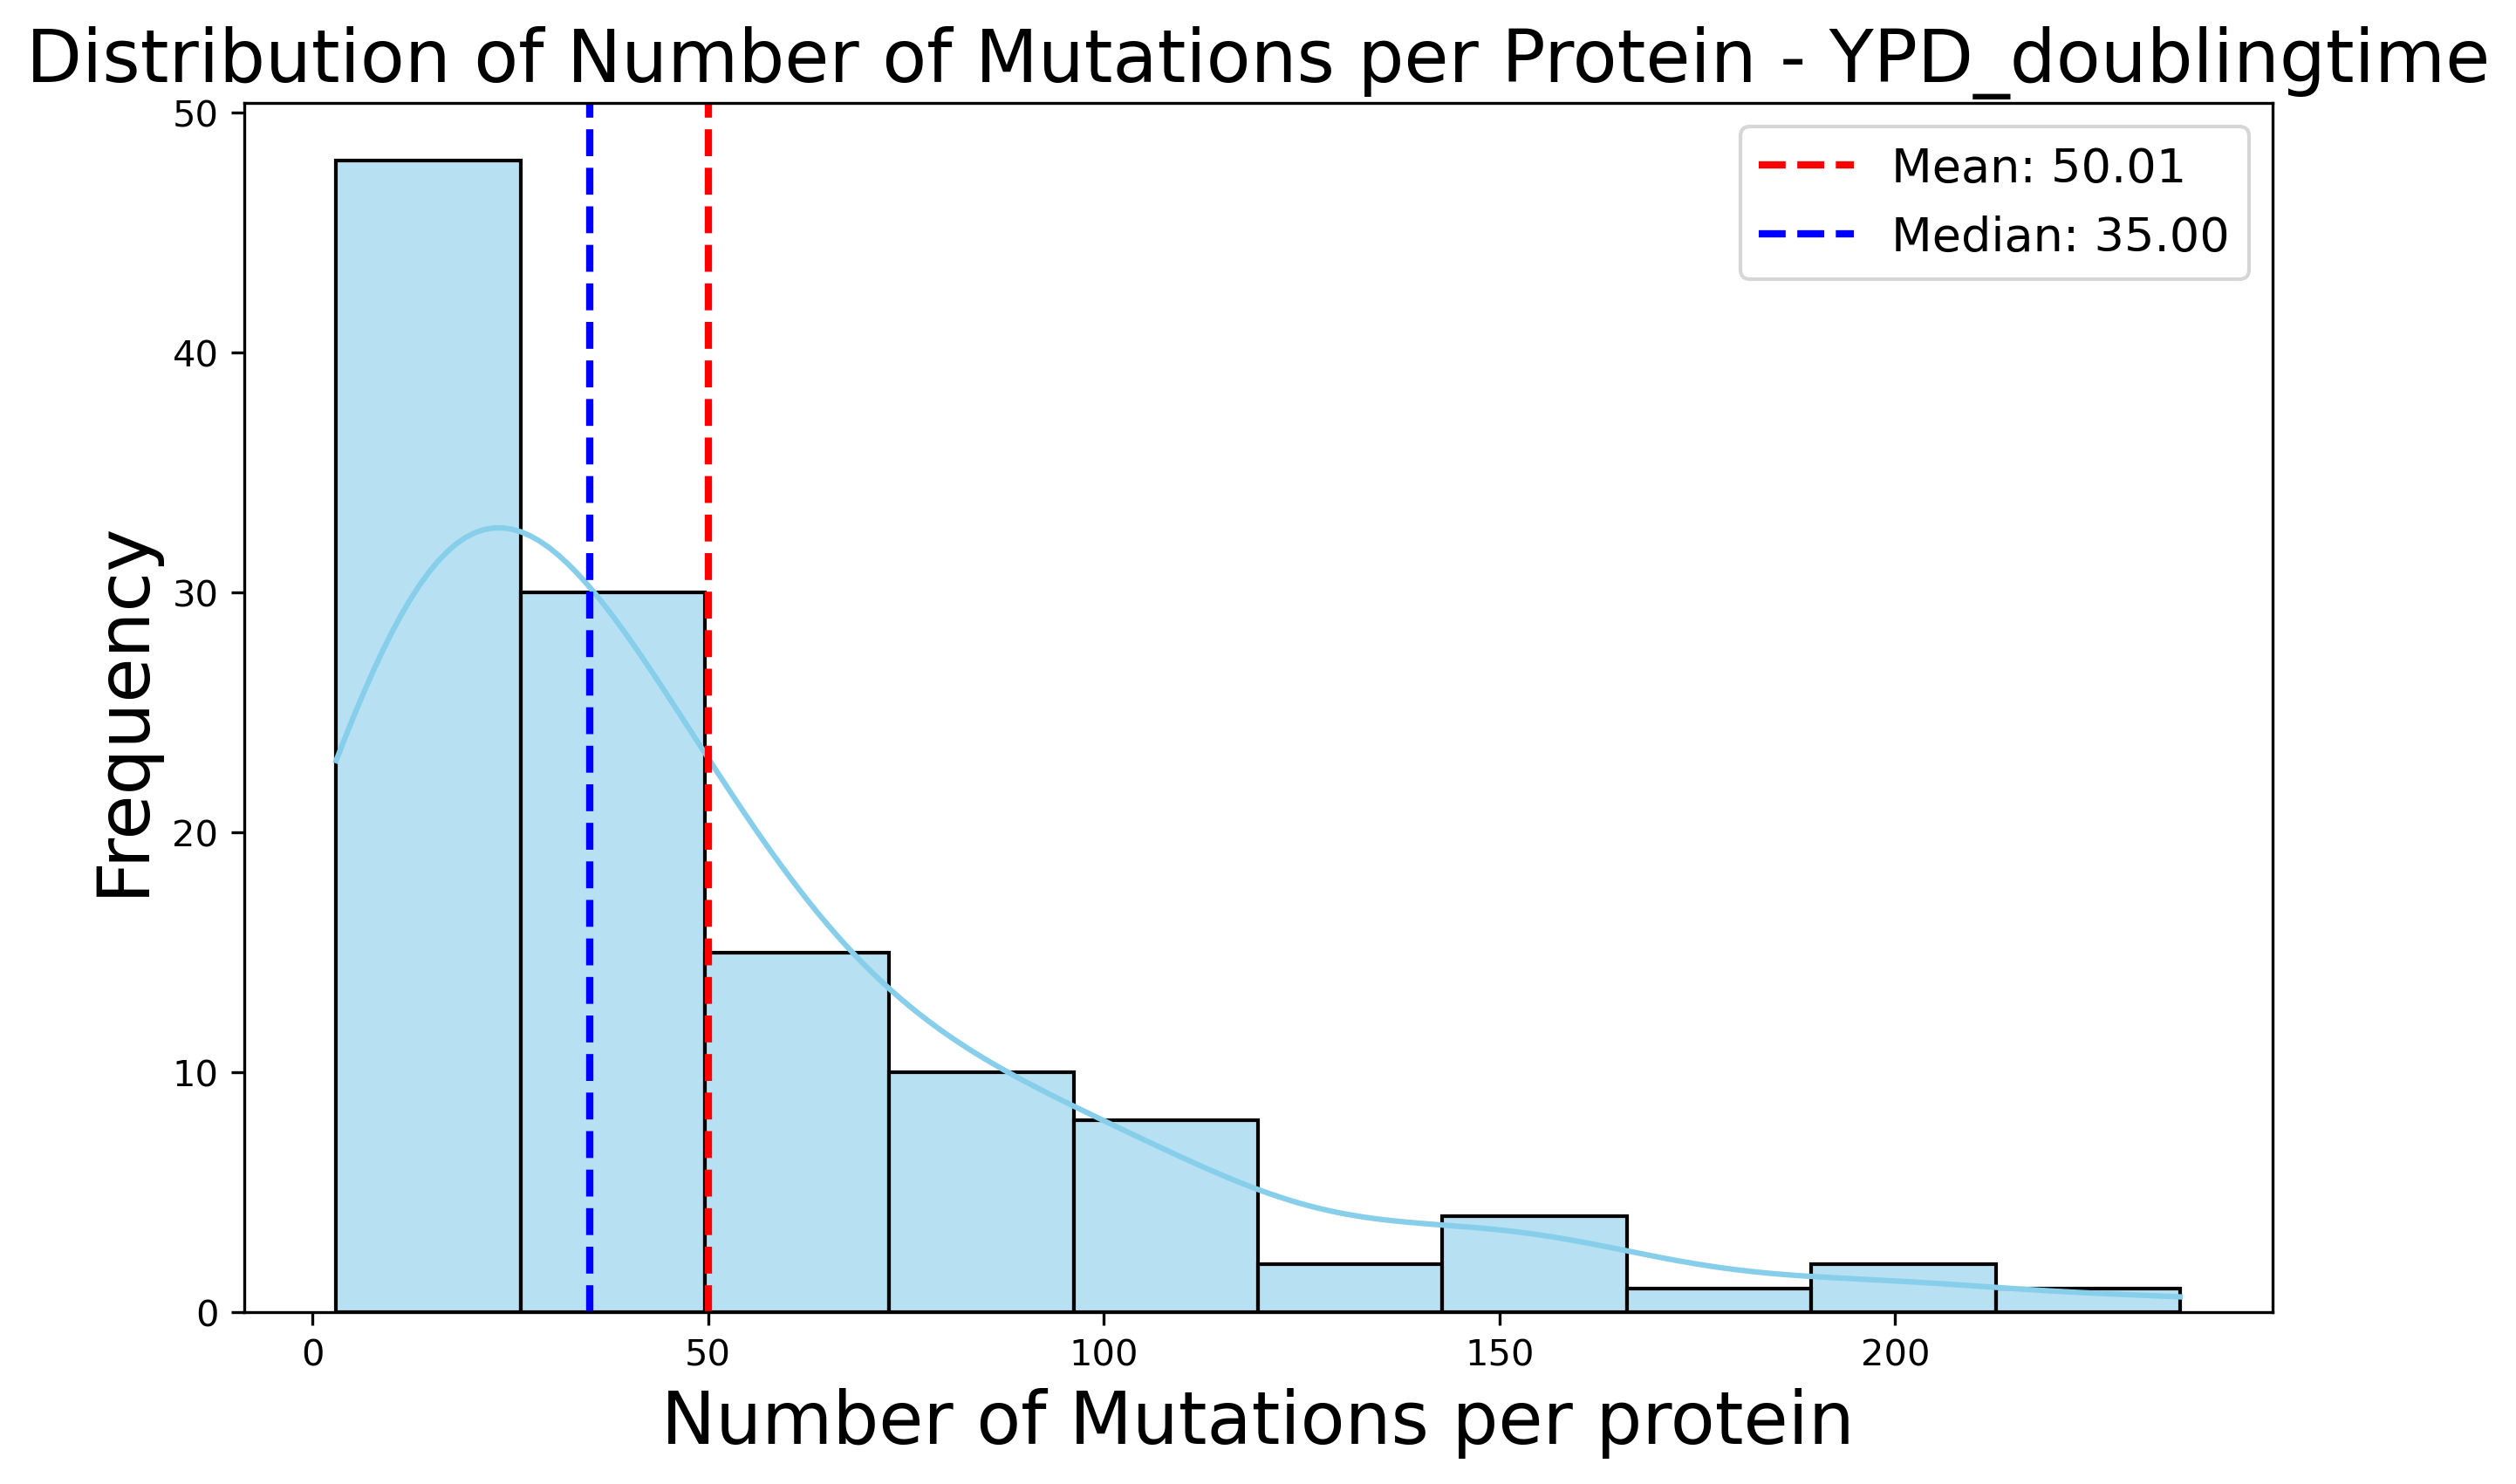 Distribution of Number of Mutations per Protein - YPD_doublingtime
Mean: 50.01
Median: 35.00
Frequency
50
40
30
20
10
0
0 50 100 150 200
Number of Mutations per protein